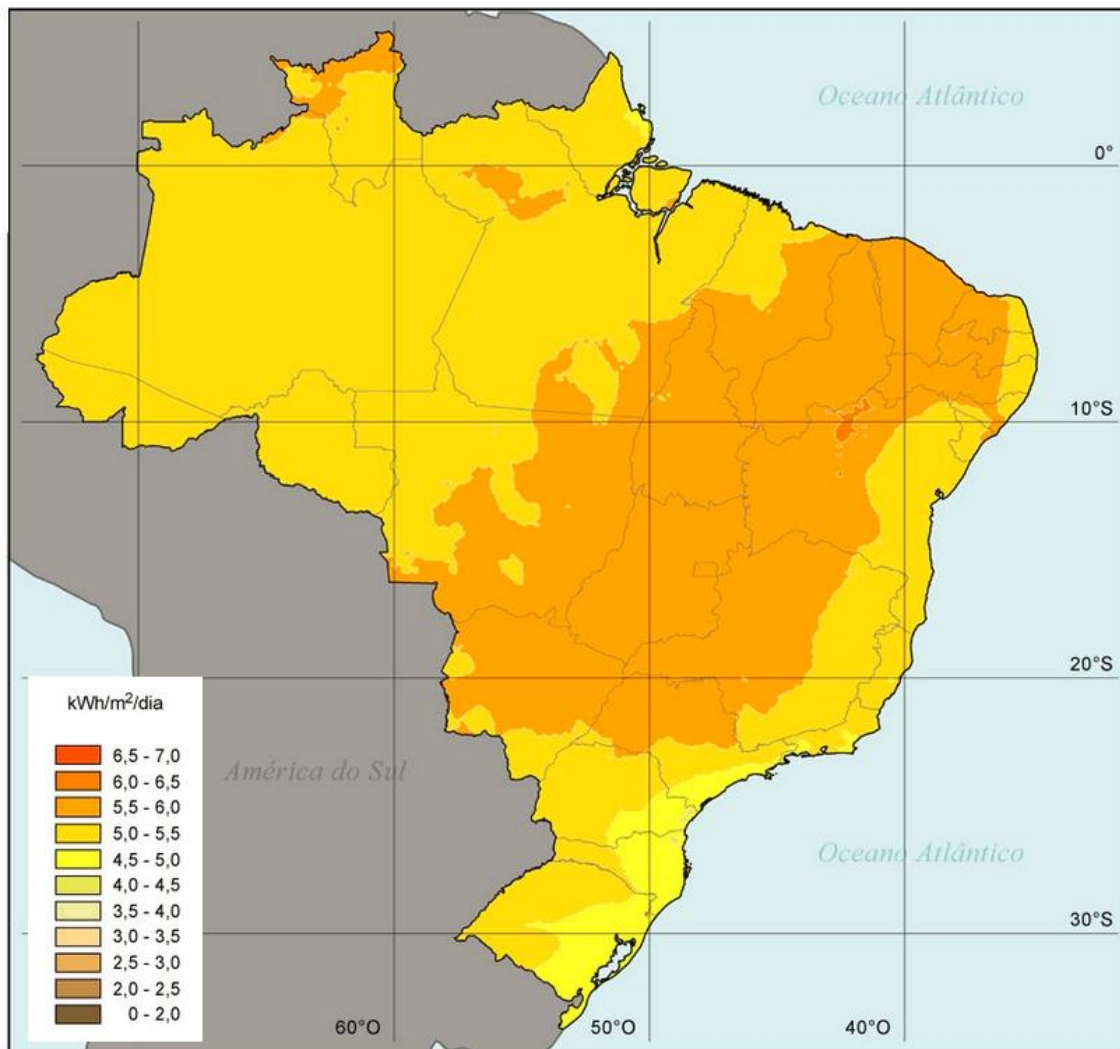 Oceano Atlântico
0°
10°S
20°S
kWh/m²/dia
6,5 - 7,0
6,0 - 6,5
5,5 - 6,0
5,0 - 5,5
4,5 - 5,0
4,0 - 4,5
3,5 - 4,0
3,0 - 3,5
2,5 - 3,0
2,0 - 2,5
0 - 2,0
América do Sul
Oceano Atlântico
30°S
60°O
50°O
40°O